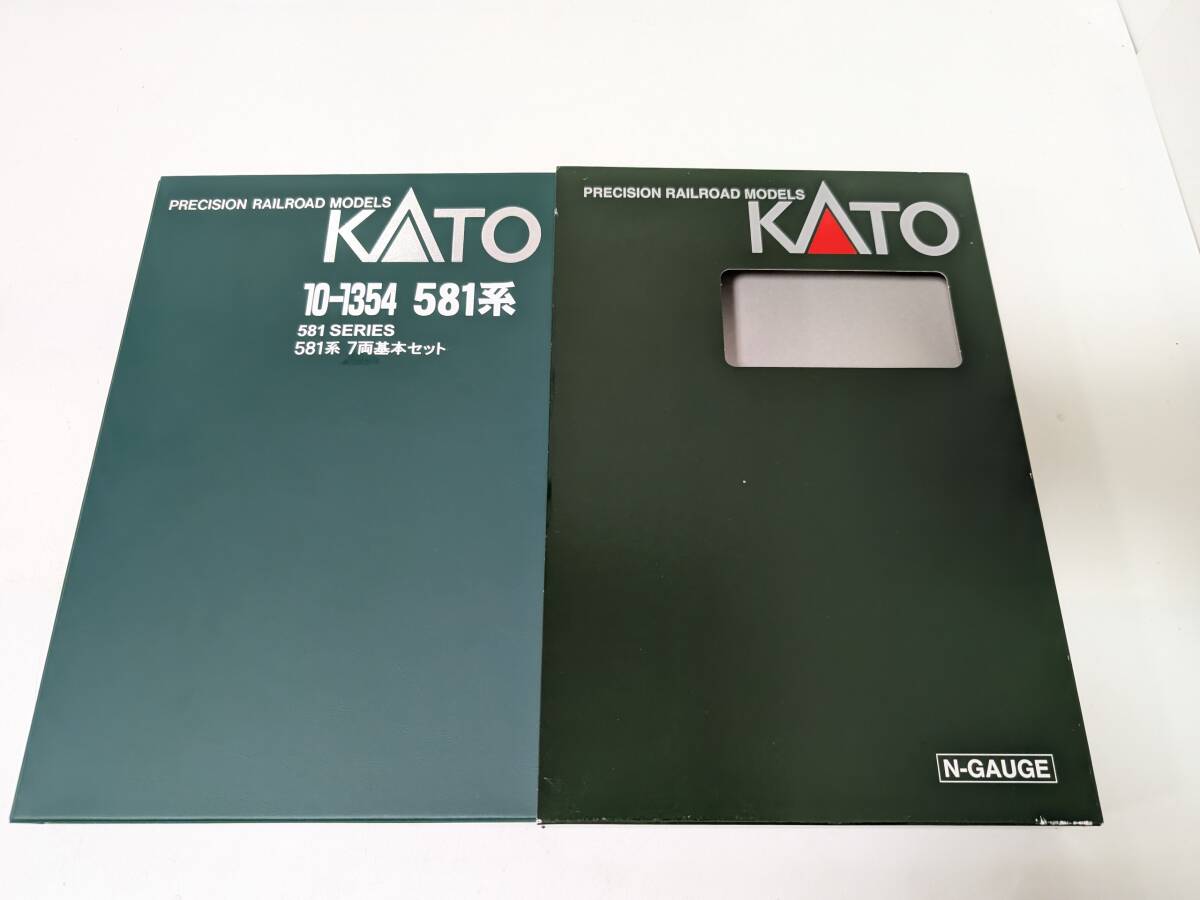 PRECISION RAILROAD MODELS
KATO
10-1354 581系
581 SERIES
581系 7両基本セット
PRECISION RAILROAD MODELS
KATO
N-GAUGE